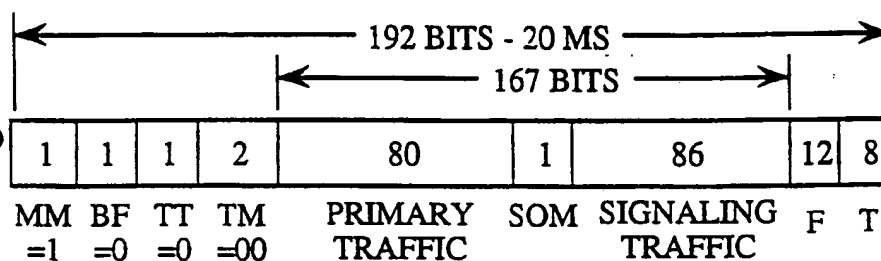 192 BITS - 20 MS
167 BITS
1 1 1 2 80 1 86 12 8
MM BF TT TM PRIMARY SOM SIGNALING F T
=1 =0 =0 =00 TRAFFIC TRAFFIC